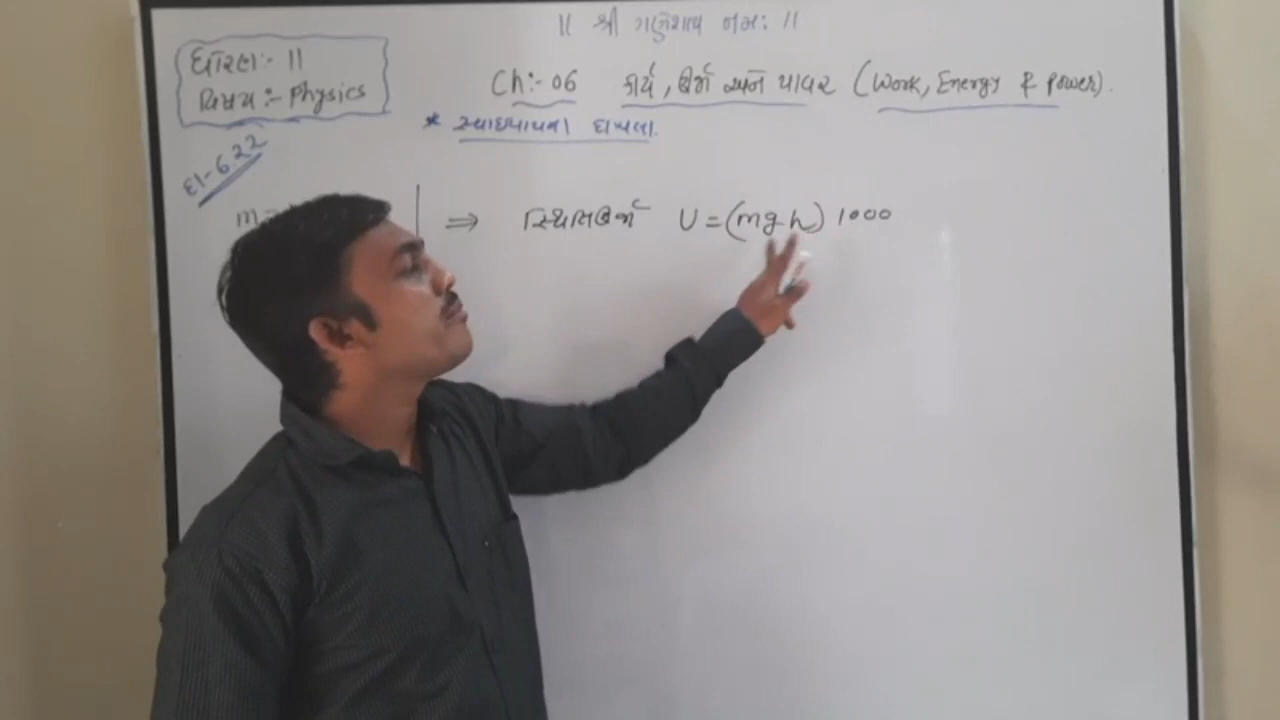 ॥ શ્રી ગણેશાય નમઃ ॥
ધોરણ:- 11
વિષય:- Physics
Ch:- 06 કાર્ય, ઊર્જા અને પાવર (Work, Energy & Power).
* સ્વાધ્યાયના દાખલા.
દા-6.22
m=
⇒ સ્થિતિઊર્જા U = (mgh) 1000